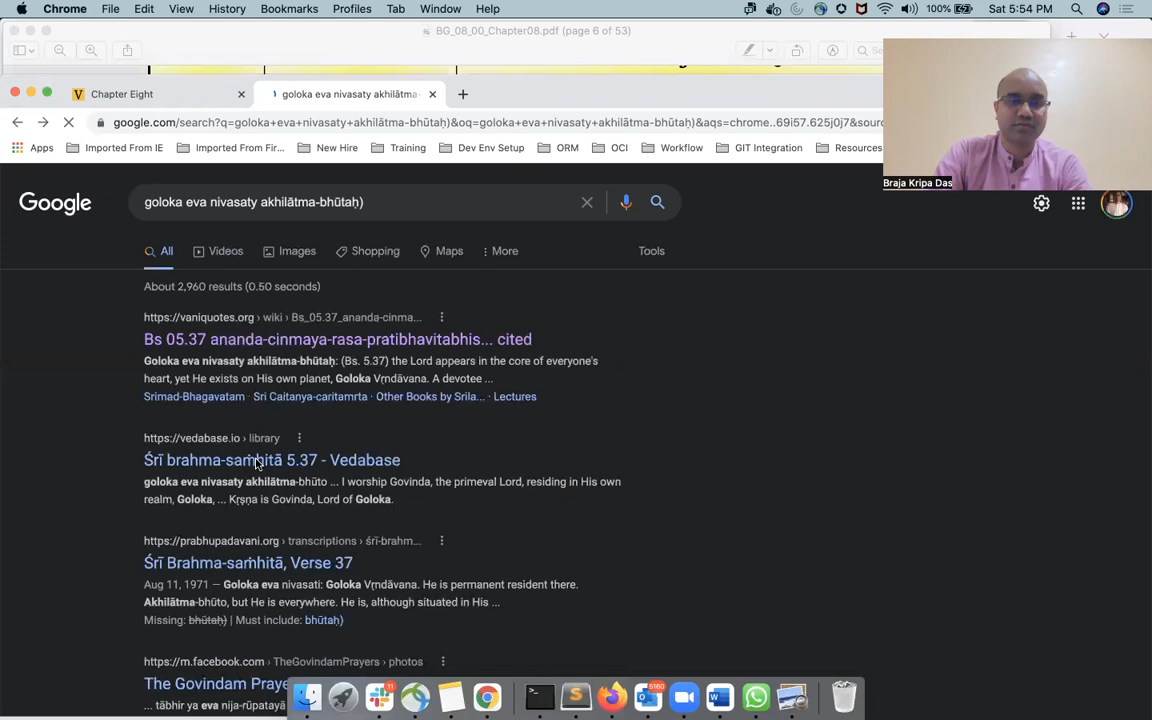 Chrome File Edit View History Bookmarks Profiles Tab Window Help 100% Sat 5:54 PM
BG_08_00_Chapter08.pdf (page 6 of 53)
Chapter Eight
goloka eva nivasaty akhilātma-
google.com/search?q=goloka+eva+nivasaty+akhilātma-bhūtaḥ)&oq=goloka+eva+nivasaty+akhilātma-bhūtaḥ)&aqs=chrome..69i57.625j0j7&sour
Apps Imported From IE Imported From Fir... New Hire Training Dev Env Setup ORM OCI Workflow GIT Integration Resources
Braja Kripa Das
Google
goloka eva nivasaty akhilātma-bhūtaḥ)
All Videos Images Shopping Maps More Tools
About 2,960 results (0.50 seconds)
https://vaniquotes.org › wiki › Bs_05.37_ananda-cinma...
Bs 05.37 ananda-cinmaya-rasa-pratibhavitabhis... cited
Goloka eva nivasaty akhilātma-bhūtaḥ: (Bs. 5.37) the Lord appears in the core of everyone's
heart, yet He exists on His own planet, Goloka Vṛndāvana. A devotee ...
Srimad-Bhagavatam · Sri Caitanya-caritamrta · Other Books by Srila... · Lectures
https://vedabase.io › library
Śrī brahma-saṁhitā 5.37 - Vedabase
goloka eva nivasaty akhilātma-bhūto ... I worship Govinda, the primeval Lord, residing in His own
realm, Goloka, ... Kṛṣṇa is Govinda, Lord of Goloka.
https://prabhupadavani.org › transcriptions › śrī-brahm...
Śrī Brahma-saṁhitā, Verse 37
Aug 11, 1971 — Goloka eva nivasati: Goloka Vṛndāvana. He is permanent resident there.
Akhilātma-bhūto, but He is everywhere. He is, although situated in His ...
Missing: bhūtaḥ) | Must include: bhūtaḥ)
https://m.facebook.com › TheGovindamPrayers › photos
The Govindam Praye
... tābhir ya eva nija-rūpatayā
11
5160